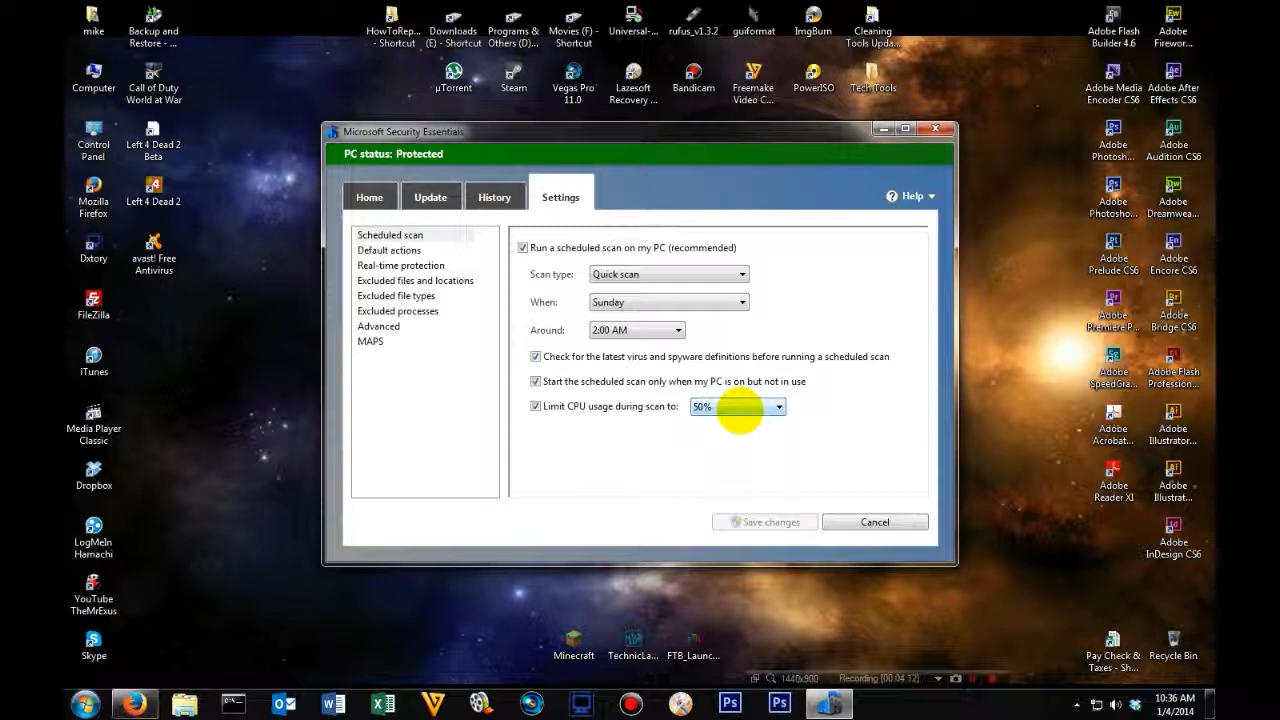 mike
Backup and
Restore - ...
HowToRep...
- Shortcut
Downloads
(E) - Shortcut
Programs &
Others (D)...
Movies (F) -
Shortcut
Universal-...
rufus_v1.3.2
guiformat
ImgBurn
Cleaning
Tools Upda...
Adobe Flash
Builder 4.6
Adobe
Firewor...
Computer
Call of Duty
World at War
µTorrent
Steam
Vegas Pro
11.0
Lazesoft
Recovery ...
Bandicam
Freemake
Video C...
PowerISO
Tech Tools
Adobe Media
Encoder CS6
Adobe After
Effects CS6
Control
Panel
Left 4 Dead 2
Beta
Adobe
Photosh...
Adobe
Audition CS6
Mozilla
Firefox
Left 4 Dead 2
Adobe
Photosho...
Adobe
Dreamwea...
Dxtory
avast! Free
Antivirus
Adobe
Prelude CS6
Adobe
Encore CS6
FileZilla
Adobe
Premiere P...
Adobe
Bridge CS6
iTunes
Adobe
SpeedGra...
Adobe Flash
Profession...
Media Player
Classic
Adobe
Acrobat...
Adobe
Illustrator...
Dropbox
Adobe
Reader XI
Adobe
Illustrat...
LogMeIn
Hamachi
Adobe
InDesign CS6
YouTube
TheMrExus
Skype
Minecraft
TechnicLa...
FTB_Launc...
Pay Check &
Taxes - Sh...
Recycle Bin
Microsoft Security Essentials
PC status: Protected
Home
Update
History
Settings
Help
Scheduled scan
Default actions
Real-time protection
Excluded files and locations
Excluded file types
Excluded processes
Advanced
MAPS
Run a scheduled scan on my PC (recommended)
Scan type: Quick scan
When: Sunday
Around: 2:00 AM
Check for the latest virus and spyware definitions before running a scheduled scan
Start the scheduled scan only when my PC is on but not in use
Limit CPU usage during scan to: 50%
Save changes
Cancel
1440x900
Recording [00:04:12]
10:36 AM
1/4/2014